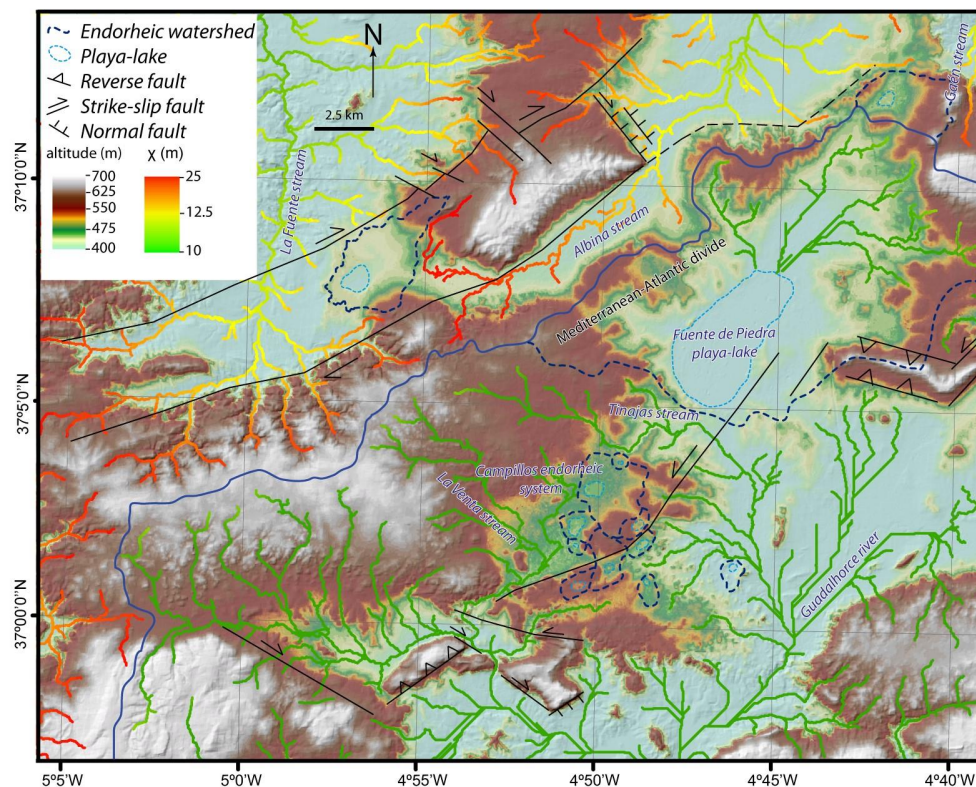 Endorheic watershed
Playa-lake
Reverse fault
Strike-slip fault
Normal fault
altitude (m)
χ (m)
700
625
550
475
400
25
12.5
10
N
2.5 km
La Fuente stream
Albina stream
Gaén stream
Mediterranean-Atlantic divide
Fuente de Piedra
playa-lake
Tinajas stream
Campillos endorheic
system
La Venta stream
Guadalhorce river
37°10'0''N
37°5'0''N
37°0'0''N
5°5'W
5°0'W
4°55'W
4°50'W
4°45'W
4°40'W